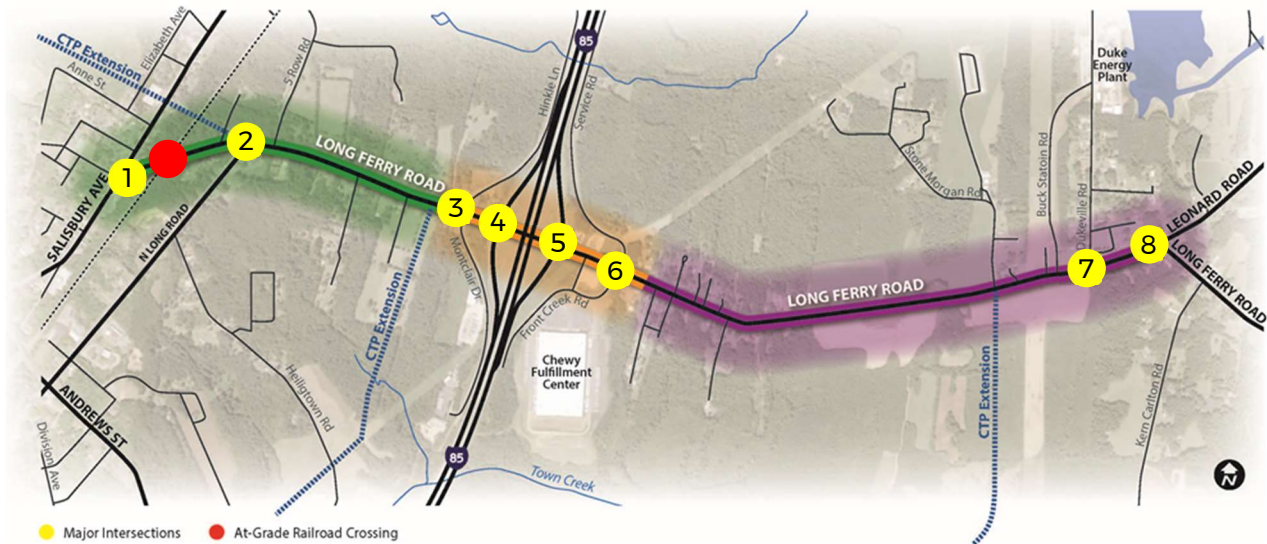 CTP Extension
Anne St
Elizabeth Ave
S Row Rd
Hinkle Ln
85
Service Rd
Duke
Energy
Plant
1
2
LONG FERRY ROAD
SALISBURY AVE
N LONG ROAD
3
4
5
6
Montclair Dr
CTP Extension
Front Creek Rd
Chewy
Fulfillment
Center
Stone Morgan Rd
Buck Statoin Rd
Dukeville Rd
LONG FERRY ROAD
7
8
LEONARD ROAD
LONG FERRY ROAD
CTP Extension
Kern Carlton Rd
Heiligtown Rd
ANDREWS ST
Division Ave
85
Town Creek
N
Major Intersections
At-Grade Railroad Crossing